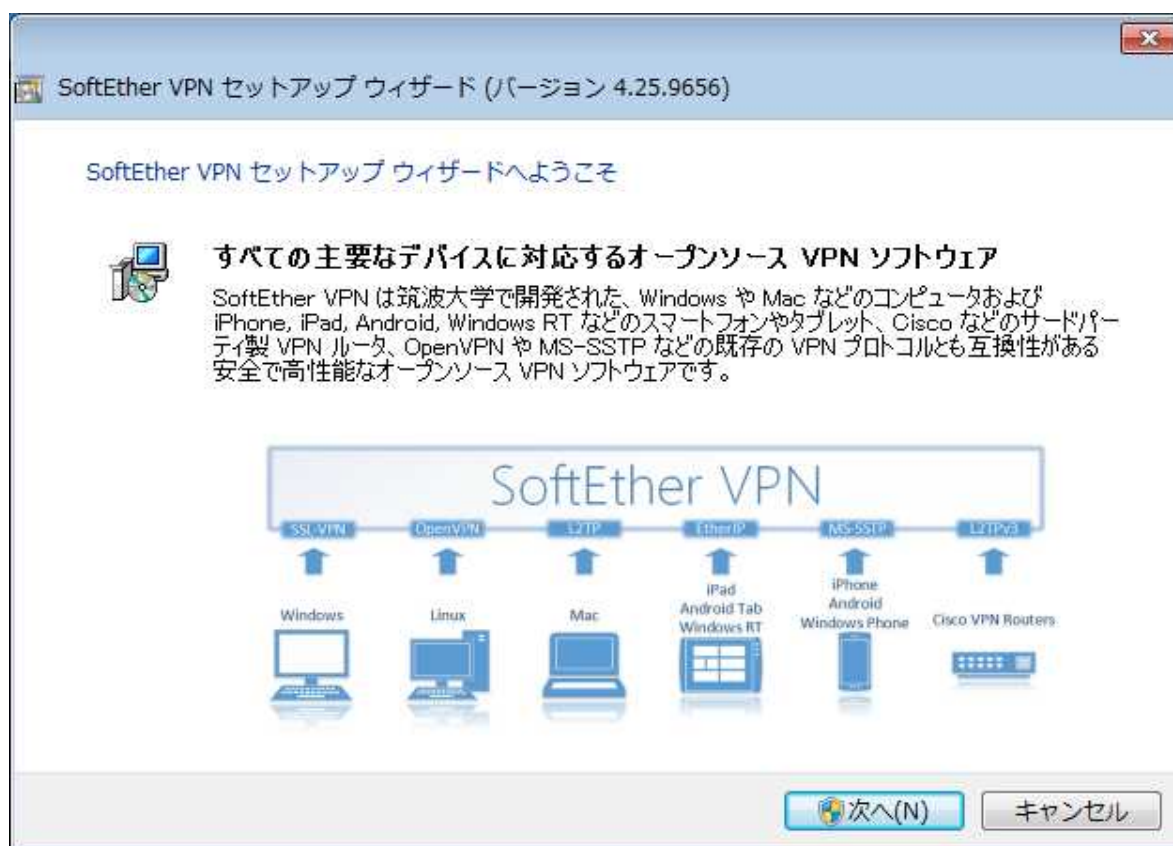 SoftEther VPN セットアップ ウィザード (バージョン 4.25.9656)
SoftEther VPN セットアップ ウィザードへようこそ
すべての主要なデバイスに対応するオープンソース VPN ソフトウェア
SoftEther VPN は筑波大学で開発された、Windows や Mac などのコンピュータおよび
iPhone, iPad, Android, Windows RT などのスマートフォンやタブレット、Cisco などのサードパー
ティ製 VPN ルータ、OpenVPN や MS-SSTP などの既存の VPN プロトコルとも互換性がある
安全で高性能なオープンソース VPN ソフトウェアです。
SoftEther VPN
SSL-VPN OpenVPN L2TP EtherIP MS-SSTP L2TPv3
Windows
Linux
Mac
iPad
Android Tab
Windows RT
iPhone
Android
Windows Phone
Cisco VPN Routers
次へ(N) キャンセル